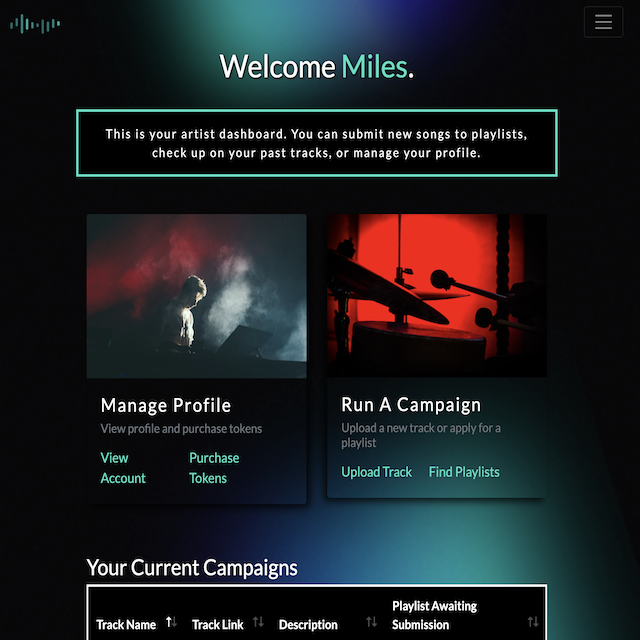 Welcome Miles.
This is your artist dashboard. You can submit new songs to playlists,
check up on your past tracks, or manage your profile.
Manage Profile
View profile and purchase tokens
View
Account
Purchase
Tokens
Run A Campaign
Upload a new track or apply for a
playlist
Upload Track
Find Playlists
Your Current Campaigns
Track Name
Track Link
Description
Playlist Awaiting
Submission